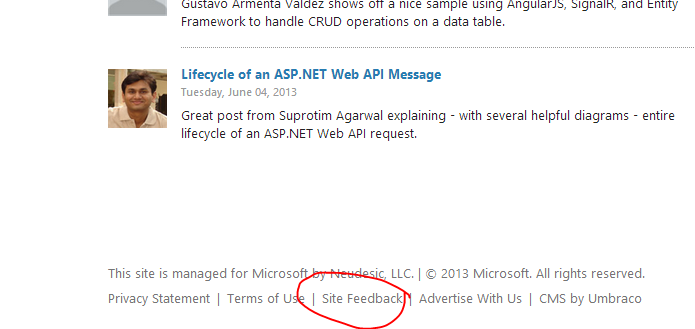 Gustavo Armenta Valdez shows off a nice sample using AngularJS, SignalR, and Entity
Framework to handle CRUD operations on a data table.
Lifecycle of an ASP.NET Web API Message
Tuesday, June 04, 2013
Great post from Suprotim Agarwal explaining - with several helpful diagrams - entire
lifecycle of an ASP.NET Web API request.
This site is managed for Microsoft by Neudesic, LLC. | © 2013 Microsoft. All rights reserved.
Privacy Statement | Terms of Use | Site Feedback | Advertise With Us | CMS by Umbraco